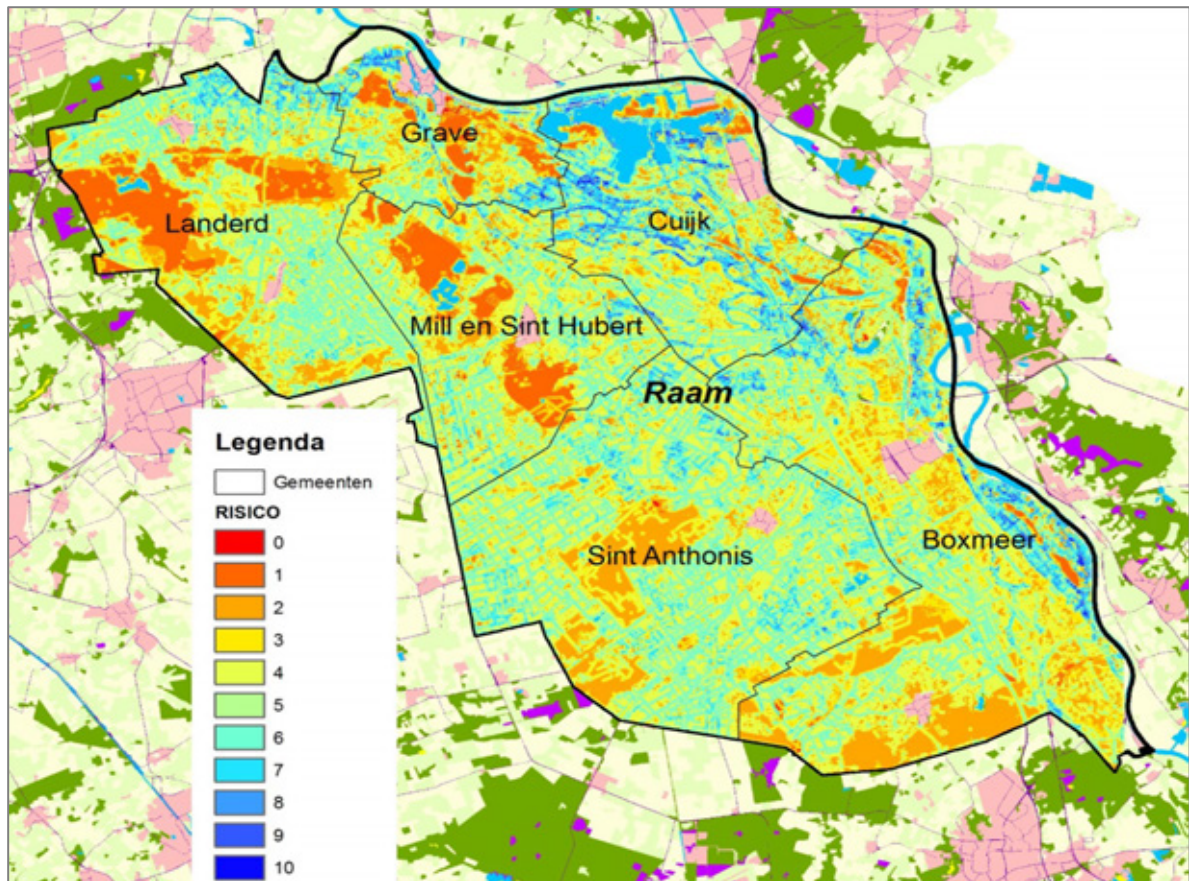 Grave
Landerd
Cuijk
Mill en Sint Hubert
Raam
Sint Anthonis
Boxmeer
Legenda
Gemeenten
RISICO
0
1
2
3
4
5
6
7
8
9
10